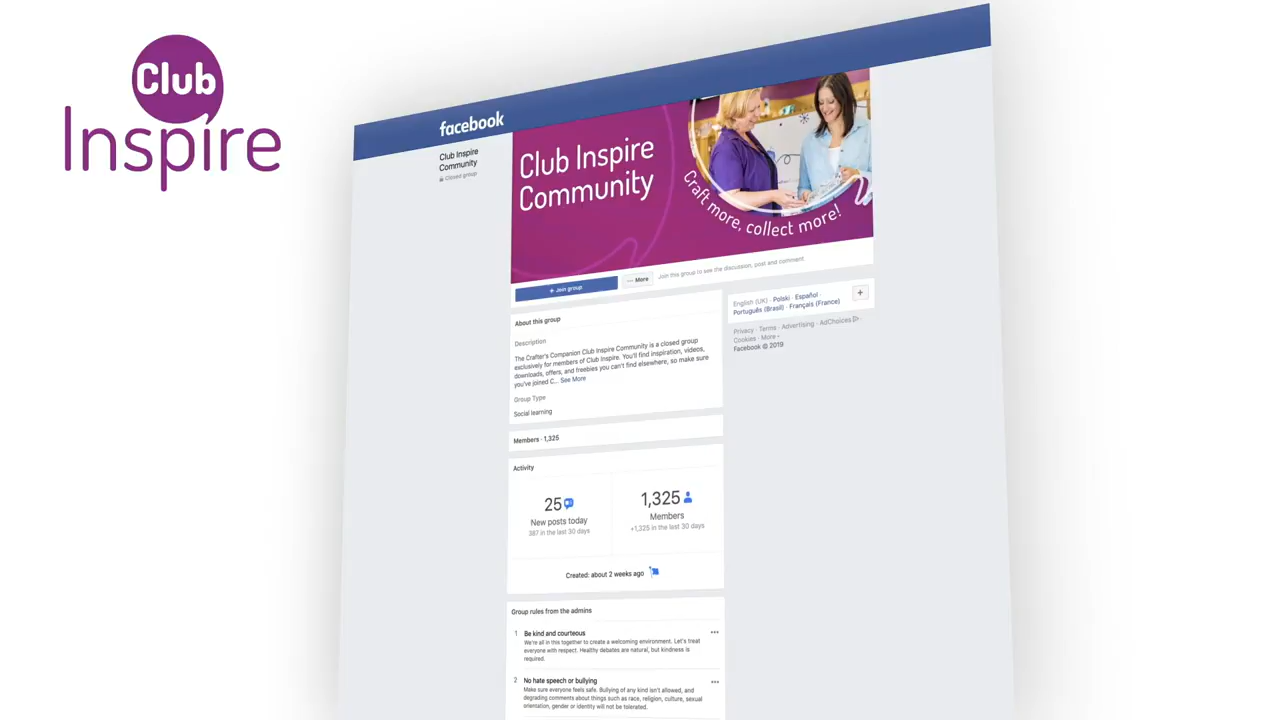 Club
Inspire
facebook
Club Inspire
Community
Closed group
Club Inspire
Community
Craft more, collect more!
+ Join group
··· More
Join this group to see the discussion, post and comment
About this group
Description
The Crafter's Companion Club Inspire Community is a closed group
exclusively for members of Club Inspire. You'll find inspiration, videos,
downloads, offers, and freebies you can't find elsewhere, so make sure
you've joined C... See More
Group Type
Social learning
Members · 1,325
Activity
25
New posts today
387 in the last 30 days
1,325
Members
+1,325 in the last 30 days
Created: about 2 weeks ago
Group rules from the admins
1 Be kind and courteous
We're all in this together to create a welcoming environment. Let's treat
everyone with respect. Healthy debates are natural, but kindness is
required.
2 No hate speech or bullying
Make sure everyone feels safe. Bullying of any kind isn't allowed, and
degrading comments about things such as race, religion, culture, sexual
orientation, gender or identity will not be tolerated.
English (UK) · Polski · Español ·
Português (Brasil) · Français (France)
+
Privacy · Terms · Advertising · AdChoices ·
Cookies · More
Facebook © 2019